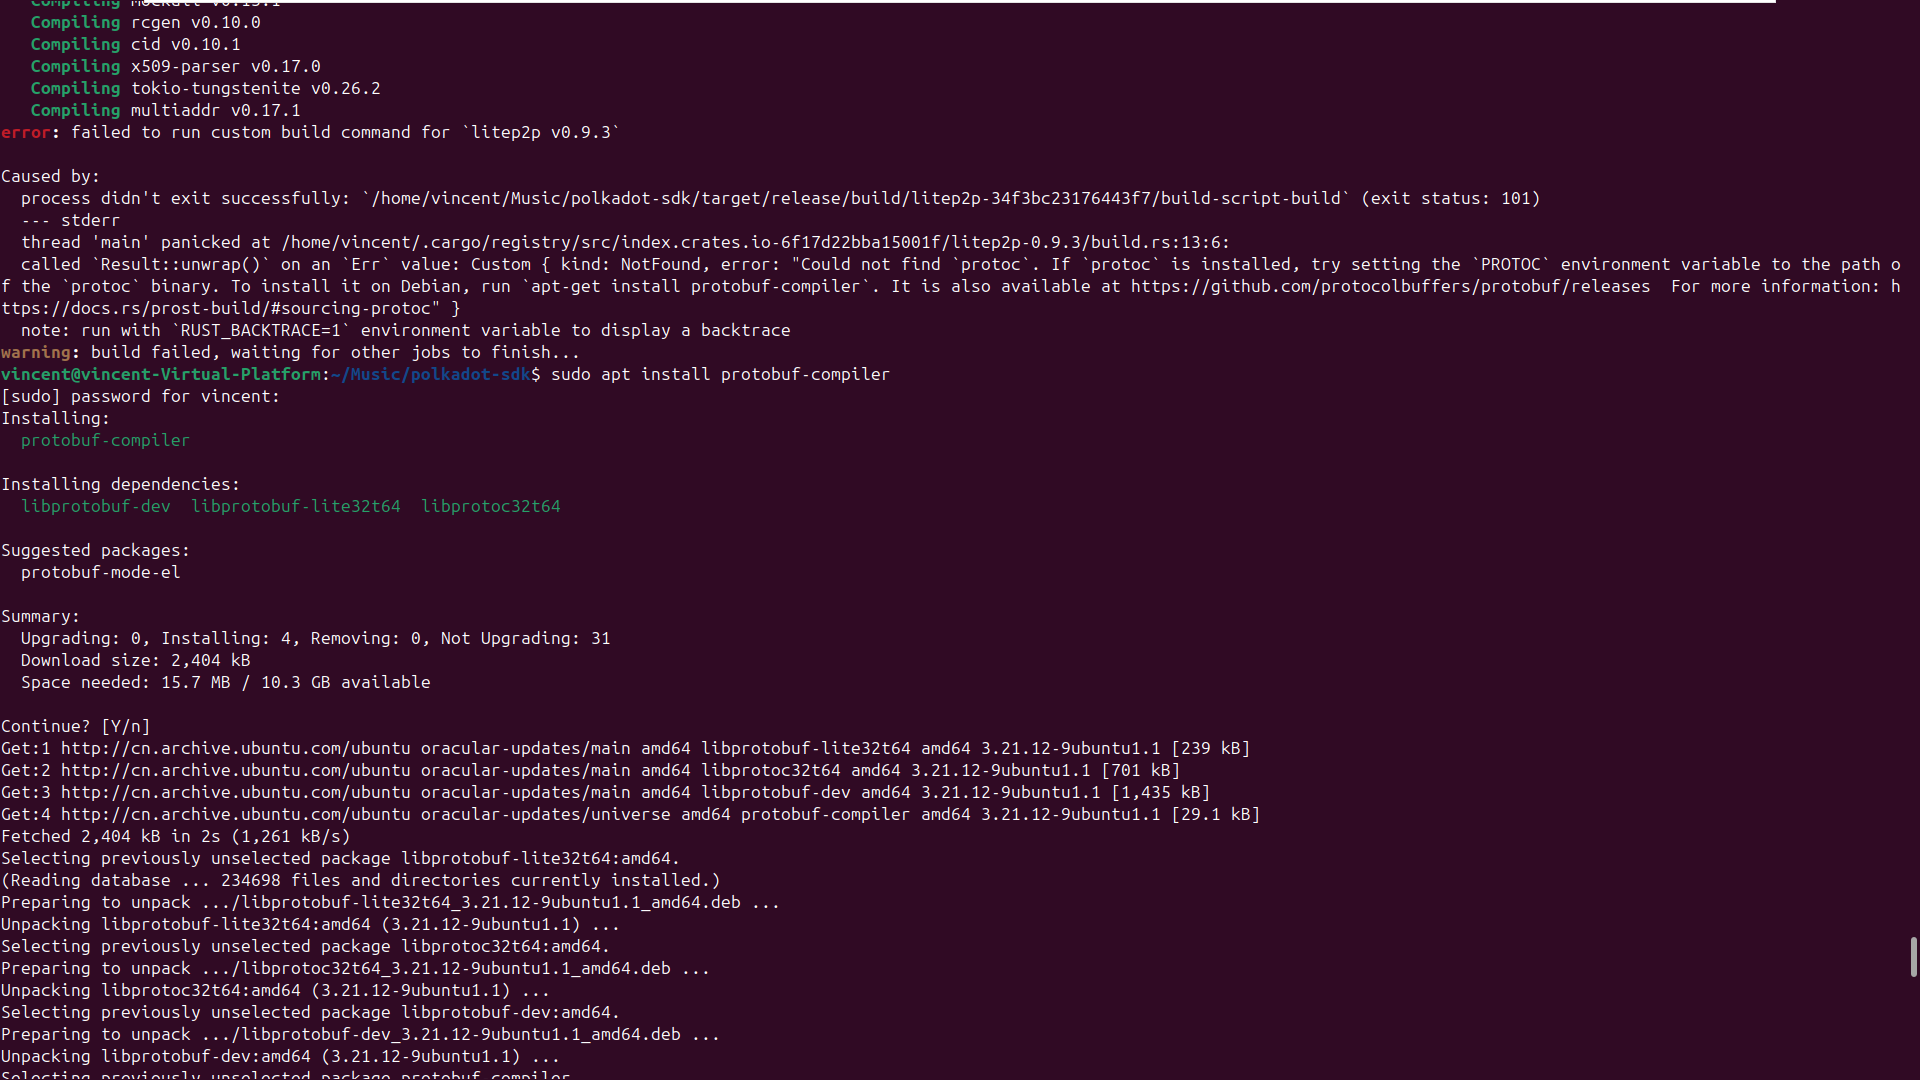 Compiling mockall v0.13.1
Compiling rcgen v0.10.0
Compiling cid v0.10.1
Compiling x509-parser v0.17.0
Compiling tokio-tungstenite v0.26.2
Compiling multiaddr v0.17.1
error: failed to run custom build command for `litep2p v0.9.3`
Caused by:
process didn't exit successfully: `/home/vincent/Music/polkadot-sdk/target/release/build/litep2p-34f3bc23176443f7/build-script-build` (exit status: 101)
--- stderr
thread 'main' panicked at /home/vincent/.cargo/registry/src/index.crates.io-6f17d22bba15001f/litep2p-0.9.3/build.rs:13:6:
called `Result::unwrap()` on an `Err` value: Custom { kind: NotFound, error: "Could not find `protoc`. If `protoc` is installed, try setting the `PROTOC` environment variable to the path o
f the `protoc` binary. To install it on Debian, run `apt-get install protobuf-compiler`. It is also available at https://github.com/protocolbuffers/protobuf/releases  For more information: h
ttps://docs.rs/prost-build/#sourcing-protoc" }
note: run with `RUST_BACKTRACE=1` environment variable to display a backtrace
warning: build failed, waiting for other jobs to finish...
vincent@vincent-Virtual-Platform:~/Music/polkadot-sdk$ sudo apt install protobuf-compiler
[sudo] password for vincent:
Installing:
protobuf-compiler
Installing dependencies:
libprotobuf-dev  libprotobuf-lite32t64  libprotoc32t64
Suggested packages:
protobuf-mode-el
Summary:
Upgrading: 0, Installing: 4, Removing: 0, Not Upgrading: 31
Download size: 2,404 kB
Space needed: 15.7 MB / 10.3 GB available
Continue? [Y/n]
Get:1 http://cn.archive.ubuntu.com/ubuntu oracular-updates/main amd64 libprotobuf-lite32t64 amd64 3.21.12-9ubuntu1.1 [239 kB]
Get:2 http://cn.archive.ubuntu.com/ubuntu oracular-updates/main amd64 libprotoc32t64 amd64 3.21.12-9ubuntu1.1 [701 kB]
Get:3 http://cn.archive.ubuntu.com/ubuntu oracular-updates/main amd64 libprotobuf-dev amd64 3.21.12-9ubuntu1.1 [1,435 kB]
Get:4 http://cn.archive.ubuntu.com/ubuntu oracular-updates/universe amd64 protobuf-compiler amd64 3.21.12-9ubuntu1.1 [29.1 kB]
Fetched 2,404 kB in 2s (1,261 kB/s)
Selecting previously unselected package libprotobuf-lite32t64:amd64.
(Reading database ... 234698 files and directories currently installed.)
Preparing to unpack .../libprotobuf-lite32t64_3.21.12-9ubuntu1.1_amd64.deb ...
Unpacking libprotobuf-lite32t64:amd64 (3.21.12-9ubuntu1.1) ...
Selecting previously unselected package libprotoc32t64:amd64.
Preparing to unpack .../libprotoc32t64_3.21.12-9ubuntu1.1_amd64.deb ...
Unpacking libprotoc32t64:amd64 (3.21.12-9ubuntu1.1) ...
Selecting previously unselected package libprotobuf-dev:amd64.
Preparing to unpack .../libprotobuf-dev_3.21.12-9ubuntu1.1_amd64.deb ...
Unpacking libprotobuf-dev:amd64 (3.21.12-9ubuntu1.1) ...
Selecting previously unselected package protobuf-compiler.